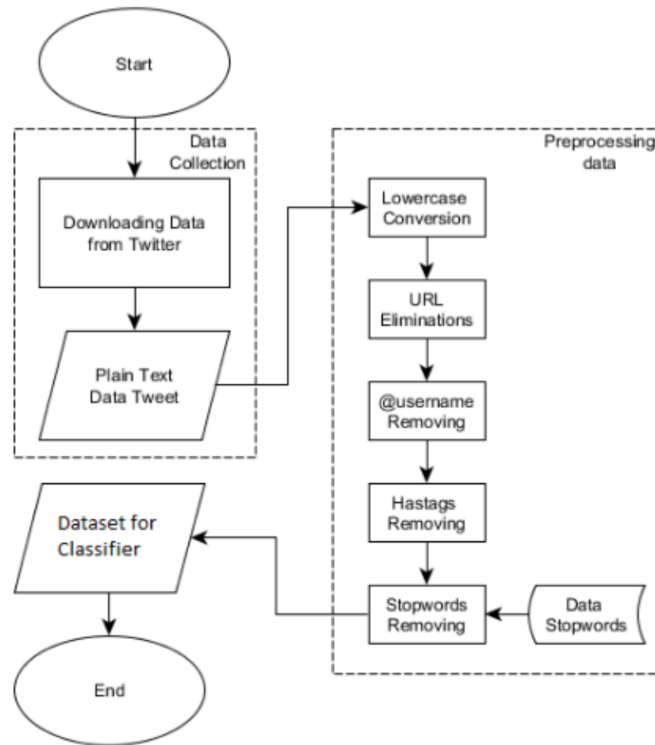 Start
Data
Collection
Downloading Data
from Twitter
Plain Text
Data Tweet
Preprocessing
data
Lowercase
Conversion
URL
Eliminations
@username
Removing
Hastags
Removing
Stopwords
Removing
Data
Stopwords
Dataset for
Classifier
End